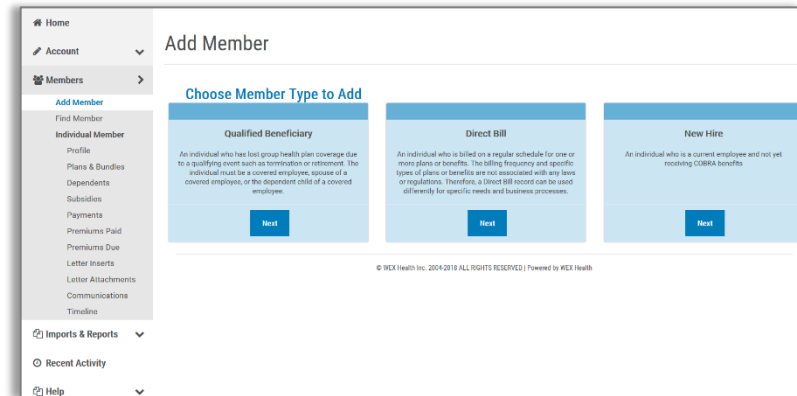 Home
Account
Members
Add Member
Find Member
Individual Member
Profile
Plans & Bundles
Dependents
Subsidies
Payments
Premiums Paid
Premiums Due
Letter Inserts
Letter Attachments
Communications
Timeline
Imports & Reports
Recent Activity
Help
Add Member
Choose Member Type to Add
Qualified Beneficiary
An individual who has lost group health plan coverage due
to a qualifying event such as termination or retirement. The
individual must be a covered employee, spouse of a
covered employee, or the dependent child of a covered
employee.
Next
Direct Bill
An individual who is billed on a regular schedule for one or
more plans or benefits. The billing frequency and specific
types of plans or benefits are not associated with any laws
or regulations. Therefore, a Direct Bill record can be used
differently for specific needs and business processes.
Next
New Hire
An individual who is a current employee and not yet
receiving COBRA benefits
Next
© WEX Health Inc. 2004-2018 ALL RIGHTS RESERVED | Powered by WEX Health